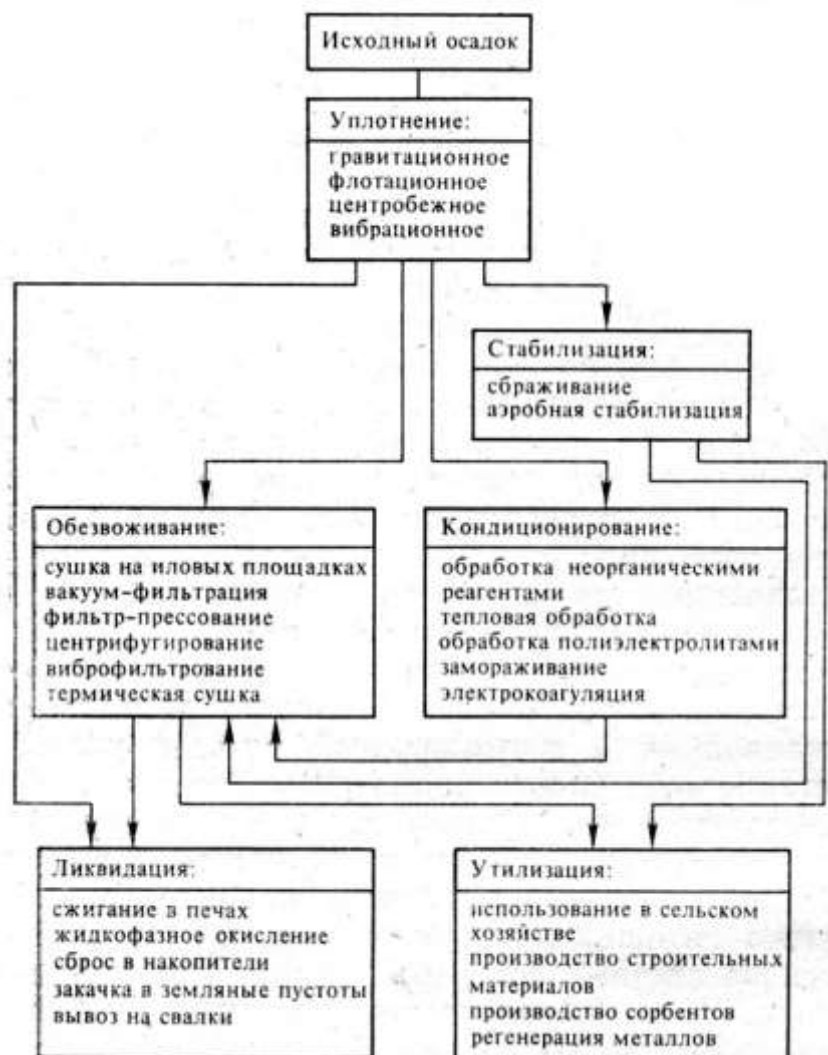 Исходный осадок
Уплотнение:
гравитационное
флотационное
центробежное
вибрационное
Стабилизация:
сбраживание
аэробная стабилизация
Обезвоживание:
сушка на иловых площадках
вакуум-фильтрация
фильтр-прессование
центрифугирование
виброфильтрование
термическая сушка
Кондиционирование:
обработка неорганическими
реагентами
тепловая обработка
обработка полиэлектролитами
замораживание
электрокоагуляция
Ликвидация:
сжигание в печах
жидкофазное окисление
сброс в накопители
закачка в земляные пустоты
вывоз на свалки
Утилизация:
использование в сельском
хозяйстве
производство строительных
материалов
производство сорбентов
регенерация металлов